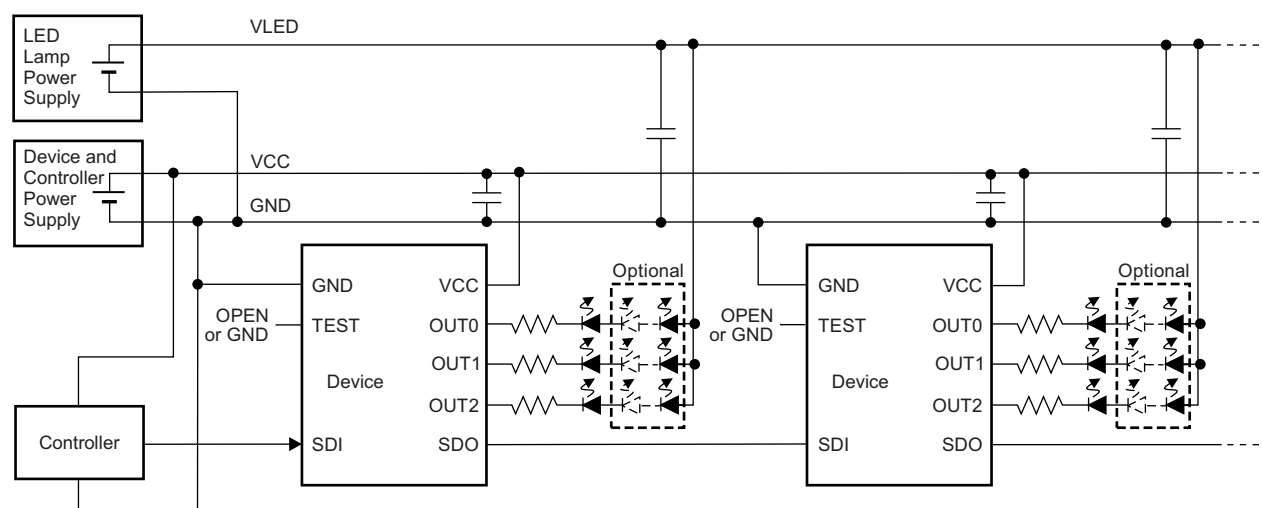 LED
Lamp
Power
Supply
VLED
Device and
Controller
Power
Supply
VCC
GND
GND
VCC
OPEN
or GND
TEST
OUT0
OUT1
Device
OUT2
SDI
SDO
Optional
GND
VCC
OPEN
or GND
TEST
OUT0
OUT1
Device
OUT2
SDI
SDO
Optional
Controller